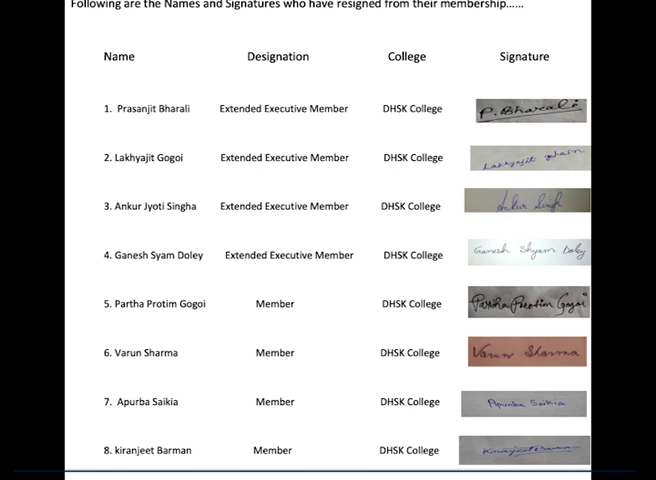 Following are the Names and Signatures who have resigned from their membership......
Name Designation College Signature
1. Prasanjit Bharali Extended Executive Member DHSK College P. Bharali
2. Lakhyajit Gogoi Extended Executive Member DHSK College Lakhyajit
3. Ankur Jyoti Singha Extended Executive Member DHSK College Ankur Singh
4. Ganesh Syam Doley Extended Executive Member DHSK College Ganesh Shyam Doley
5. Partha Protim Gogoi Member DHSK College Partha Protim Gogoi
6. Varun Sharma Member DHSK College Varun Sharma
7. Apurba Saikia Member DHSK College Apurba Saikia
8. kiranjeet Barman Member DHSK College